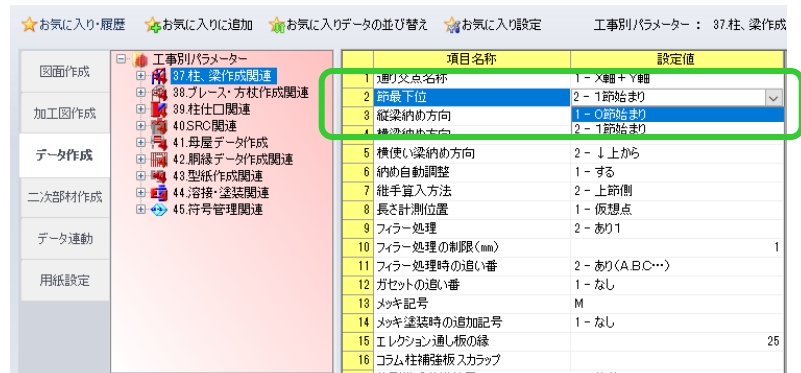 お気に入り・履歴 お気に入りに追加 お気に入りデータの並び替え お気に入り設定 工事別パラメーター： 37.柱、梁作成
図面作成
加工図作成
データ作成
二次部材作成
データ連動
用紙設定
工事別パラメーター
37.柱、梁作成関連
38.ブレース・方杖作成関連
39.柱仕口関連
40.SRC関連
41.母屋データ作成
42.胴縁データ作成関連
43.型紙作成関連
44.溶接・塗装関連
45.符号管理関連
項目名称 設定値
1 通り交点名称 1 - X軸＋Y軸
2 節最下位 2 - 1節始まり
1 - 0節始まり
2 - 1節始まり
3 縦梁納め方向
4 横梁納め方向
5 横使い梁納め方向 2 - ↓上から
6 納め自動調整 1 - する
7 継手算入方法 2 - 上節側
8 長さ計測位置 1 - 仮想点
9 フィラー処理 2 - あり1
10 フィラー処理の制限(mm) 1
11 フィラー処理時の追い番 2 - あり(A.B.C…)
12 ガセットの追い番 1 - なし
13 メッキ記号 M
14 メッキ塗装時の追加記号 1 - なし
15 エレクション通し板の縁 25
16 コラム柱補強板スカラップ